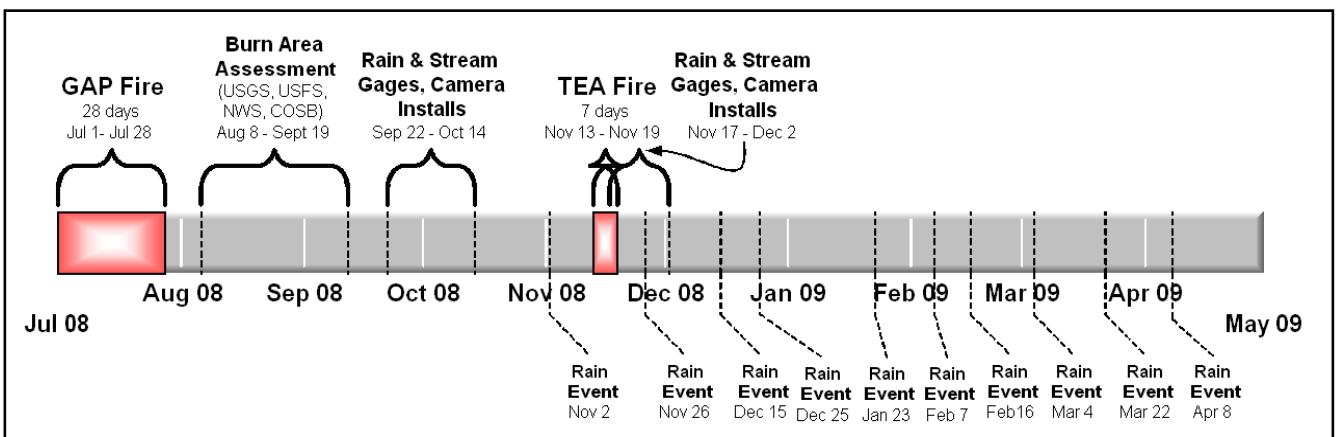 GAP Fire
28 days
Jul 1- Jul 28
Burn Area
Assessment
(USGS, USFS,
NWS, COSB)
Aug 8 - Sept 19
Rain & Stream
Gages, Camera
Installs
Sep 22 - Oct 14
TEA Fire
7 days
Nov 13 - Nov 19
Rain & Stream
Gages, Camera
Installs
Nov 17 - Dec 2
Jul 08
Aug 08
Sep 08
Oct 08
Nov 08
Dec 08
Jan 09
Feb 09
Mar 09
Apr 09
May 09
Rain
Event
Nov 2
Rain
Event
Nov 26
Rain
Event
Dec 15
Rain
Event
Dec 25
Rain
Event
Jan 23
Rain
Event
Feb 7
Rain
Event
Feb16
Rain
Event
Mar 4
Rain
Event
Mar 22
Rain
Event
Apr 8